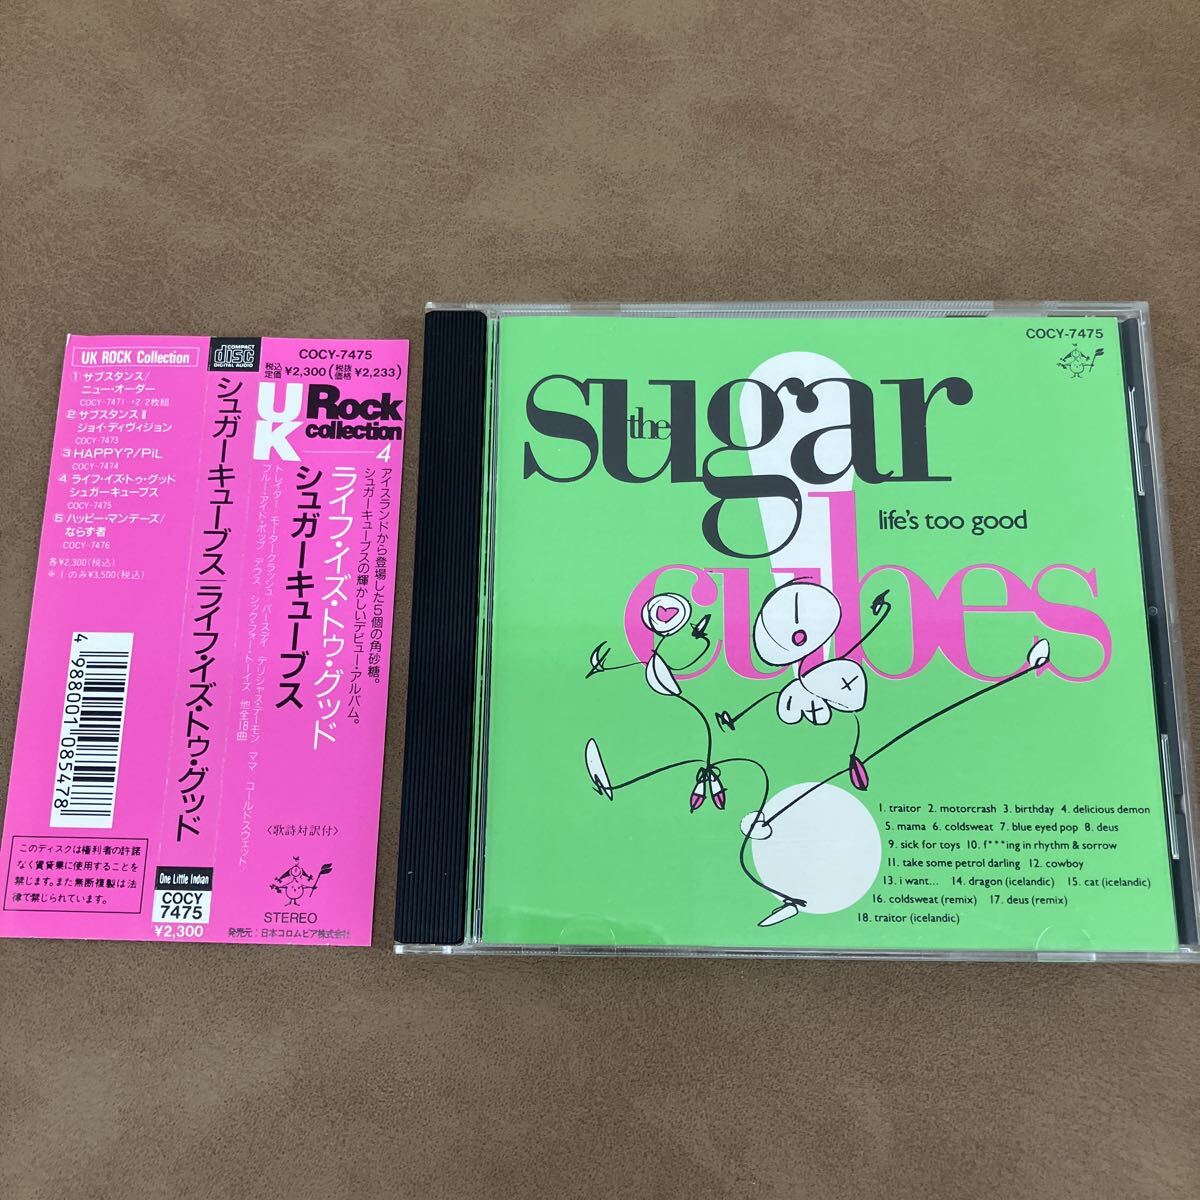 UK ROCK Collection
1 サブスタンス/
ニュー・オーダー
COCY-7471→2 2枚組
2 サブスタンスⅡ
ジョイ・ディヴィジョン
COCY-7473
3 HAPPY?/PiL
COCY-7474
4 ライフ・イズ・トゥ・グッド
シュガーキューブス
COCY-7475
5 ハッピー・マンデーズ/
ならず者
COCY-7476
各¥2,300(税込)
※1のみ¥3,500(税込)
4 988001 085478
このディスクは権利者の許諾
なく賃貸業に使用することを
禁じます。また無断複製は法
律で禁じられています。
COMPACT
disc
DIGITAL AUDIO
シュガーキューブス/ライフ・イズ・トゥ・グッド
One Little Indian
COCY
7475
¥2,300
COCY-7475
税込定価¥2,300(税抜価格¥2,233)
UK Rock collection
4
アイスランドから登場した5個の角砂糖。
シュガーキューブスの輝かしいデビュー・アルバム。
ライフ・イズ・トゥ・グッド
シュガーキューブス
トレイター モータークラッシュ バースデイ デリシャス・デーモン ママ コールドスウェット
ブルー・アイド・ポップ デウス シック・フォー・トーイズ 他全18曲
〈歌詩対訳付〉
STEREO
発売元:日本コロムビア株式会社
COCY-7475
the sugar cubes
life's too good
1. traitor 2. motorcrash 3. birthday 4. delicious demon
5. mama 6. coldsweat 7. blue eyed pop 8. deus
9. sick for toys 10. f***ing in rhythm & sorrow
11. take some petrol darling 12. cowboy
13. i want... 14. dragon (icelandic) 15. cat (icelandic)
16. coldsweat (remix) 17. deus (remix)
18. traitor (icelandic)